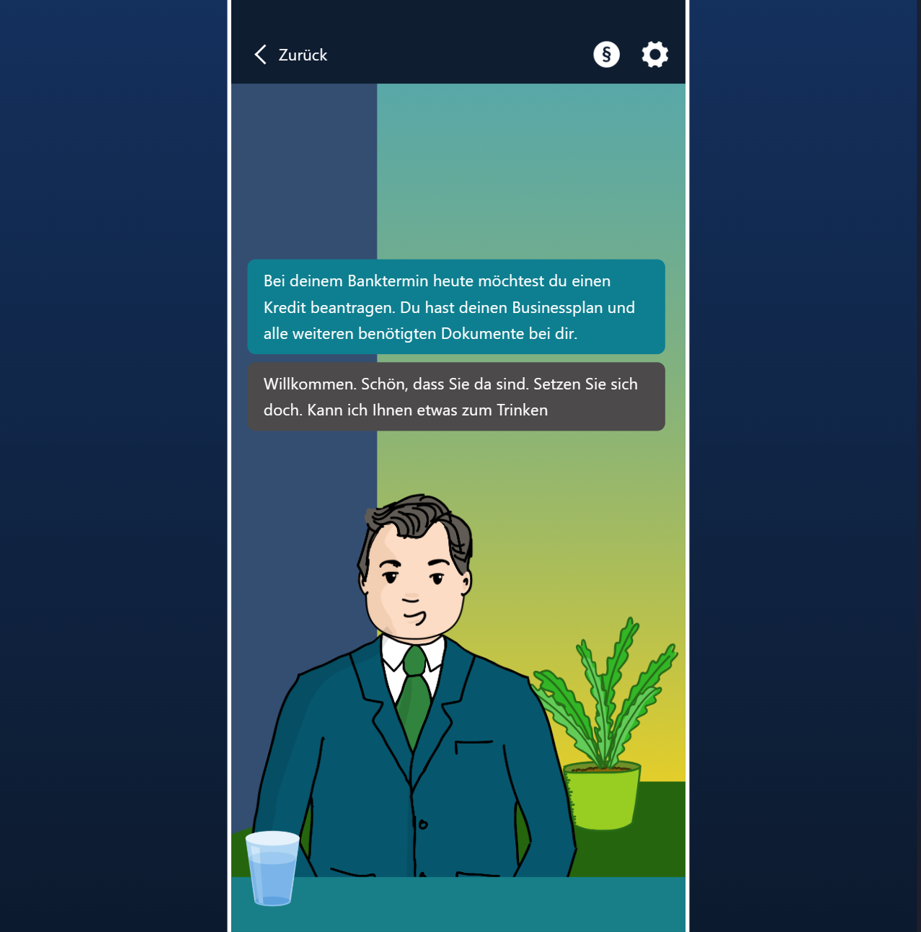 Zurück
§
Bei deinem Banktermin heute möchtest du einen
Kredit beantragen. Du hast deinen Businessplan und
alle weiteren benötigten Dokumente bei dir.
Willkommen. Schön, dass Sie da sind. Setzen Sie sich
doch. Kann ich Ihnen etwas zum Trinken